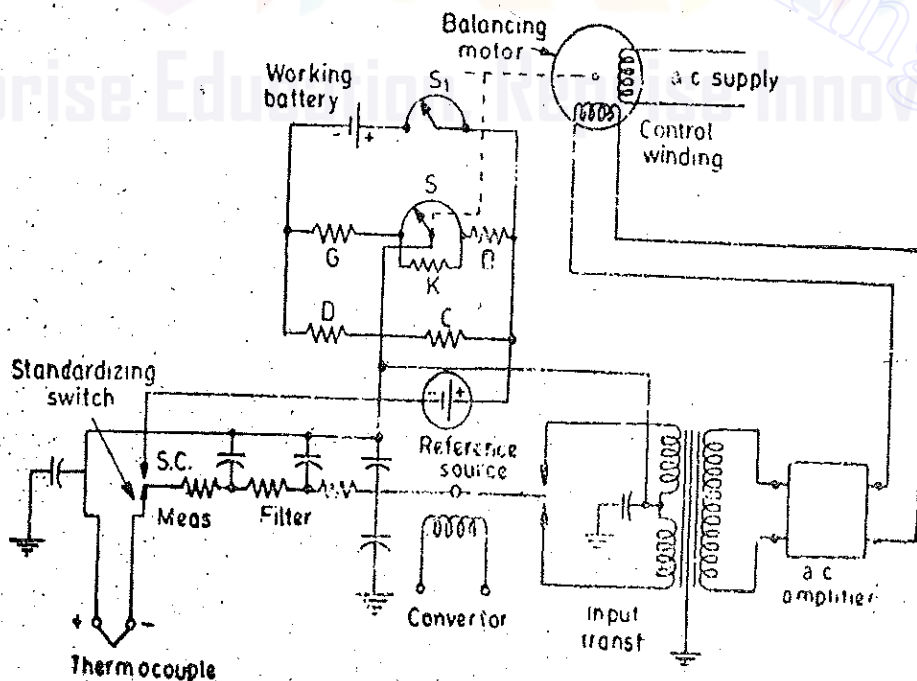 Balancing
motor
Working
battery
S1
a c supply
Control
winding
S
G
K
D
C
Standardizing
switch
S.C.
Reference
source
Meas
Filter
Convertor
Input
transf
a c
amplifier
+
-
Thermocouple